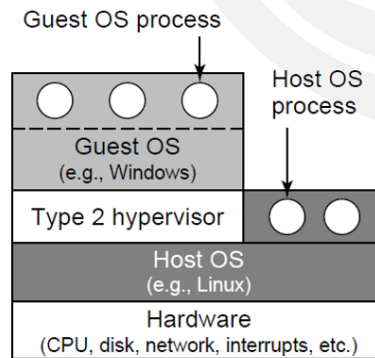 Guest OS process
Host OS
process
Guest OS
(e.g., Windows)
Type 2 hypervisor
Host OS
(e.g., Linux)
Hardware
(CPU, disk, network, interrupts, etc.)